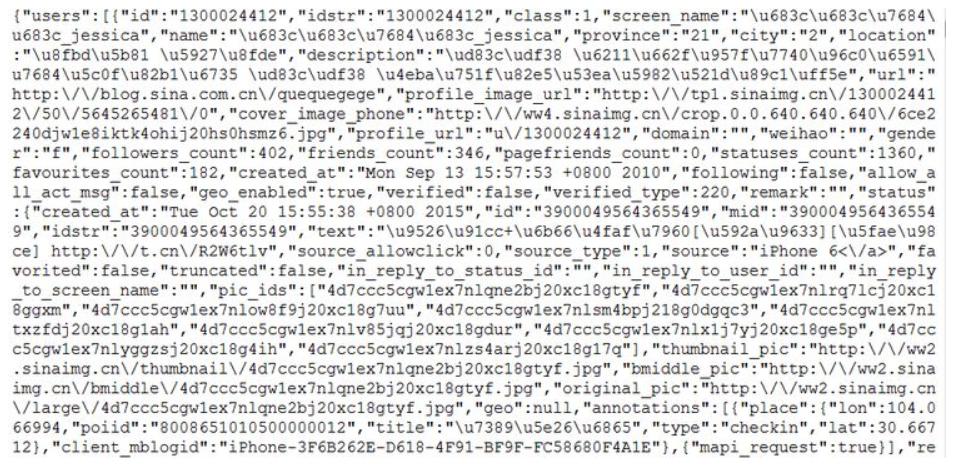 {"users":[{"id":"1300024412","idstr":"1300024412","class":1,"screen_name":"\u683c\u683c\u7684\
u683c_jessica","name":"\u683c\u683c\u7684\u683c_jessica","province":"21","city":"2","location"
:"\u8fbd\u5b81 \u5927\u8fde","description":"\ud83c\udf38 \u6211\u662f\u957f\u7740\u96c0\u6591\
u7684\u5c0f\u82b1\u6735 \ud83c\udf38 \u4eba\u751f\u82e5\u53ea\u5982\u521d\u89c1\uff5e","url":"
http:\/\/blog.sina.com.cn\/quequegege","profile_image_url":"http:\/\/tp1.sinaimg.cn\/130002441
2\/50\/5645265481\/0","cover_image_phone":"http:\/\/ww4.sinaimg.cn\/crop.0.0.640.640.640\/6ce2
240djw1e8iktk4ohij20hs0hsmz6.jpg","profile_url":"u\/1300024412","domain":"","weihao":"","gende
r":"f","followers_count":402,"friends_count":346,"pagefriends_count":0,"statuses_count":1360,"
favourites_count":182,"created_at":"Mon Sep 13 15:57:53 +0800 2010","following":false,"allow_a
ll_act_msg":false,"geo_enabled":true,"verified":false,"verified_type":220,"remark":"","status"
:{"created_at":"Tue Oct 20 15:55:38 +0800 2015","id":"3900049564365549","mid":"390004956436554
9","idstr":"3900049564365549","text":"\u9526\u91cc+\u6b66\u4faf\u7960[\u592a\u9633][\u5fae\u98
ce] http:\/\/t.cn\/R2W6tlv","source_allowclick":0,"source_type":1,"source":"iPhone 6<\/a>","fa
vorited":false,"truncated":false,"in_reply_to_status_id":"","in_reply_to_user_id":"","in_reply
_to_screen_name":"","pic_ids":["4d7ccc5cgw1ex7nlqne2bj20xc18gtyf","4d7ccc5cgw1ex7nlrq7lcj20xc1
8ggxm","4d7ccc5cgw1ex7nlow8f9j20xc18g7uu","4d7ccc5cgw1ex7nlsm4bpj218g0dgqc3","4d7ccc5cgw1ex7nl
txzfdj20xc18g1ah","4d7ccc5cgw1ex7nlv85jqj20xc18gdur","4d7ccc5cgw1ex7nlx1j7yj20xc18ge5p","4d7cc
c5cgw1ex7nlyggzsj20xc18g4ih","4d7ccc5cgw1ex7nlzs4arj20xc18g17q"],"thumbnail_pic":"http:\/\/ww2
.sinaimg.cn\/thumbnail\/4d7ccc5cgw1ex7nlqne2bj20xc18gtyf.jpg","bmiddle_pic":"http:\/\/ww2.sina
img.cn\/bmiddle\/4d7ccc5cgw1ex7nlqne2bj20xc18gtyf.jpg","original_pic":"http:\/\/ww2.sinaimg.cn
\/large\/4d7ccc5cgw1ex7nlqne2bj20xc18gtyf.jpg","geo":null,"annotations":[{"place":{"lon":104.0
66994,"poiid":"8008651010500000012","title":"\u7389\u5e26\u6865","type":"checkin","lat":30.667
12},"client_mblogid":"iPhone-3F6B262E-D618-4F91-BF9F-FC58680F4A1E"},{"mapi_request":true}],"re